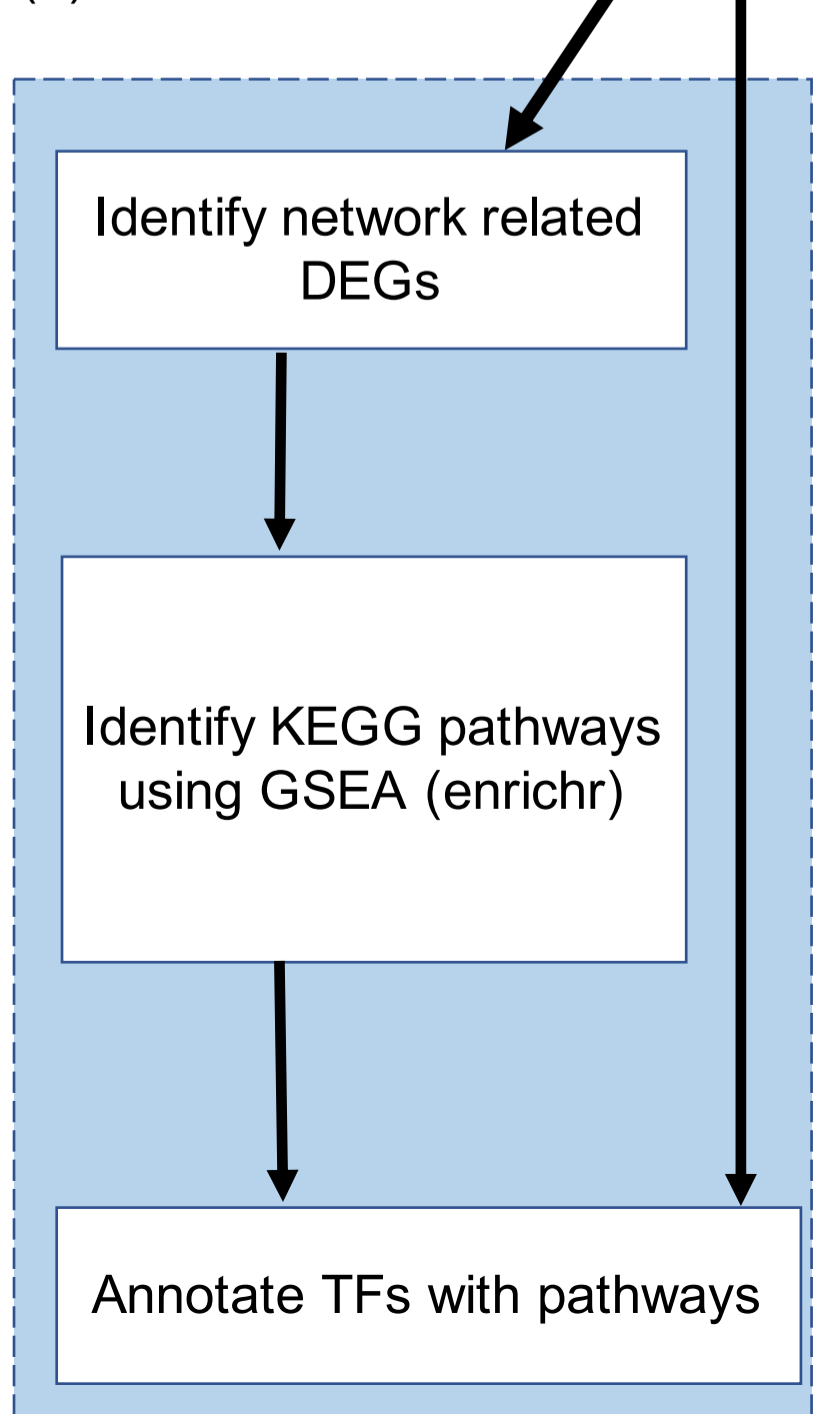 Identify network related
DEGs
Identify KEGG pathways
using GSEA (enrichr)
Annotate TFs with pathways